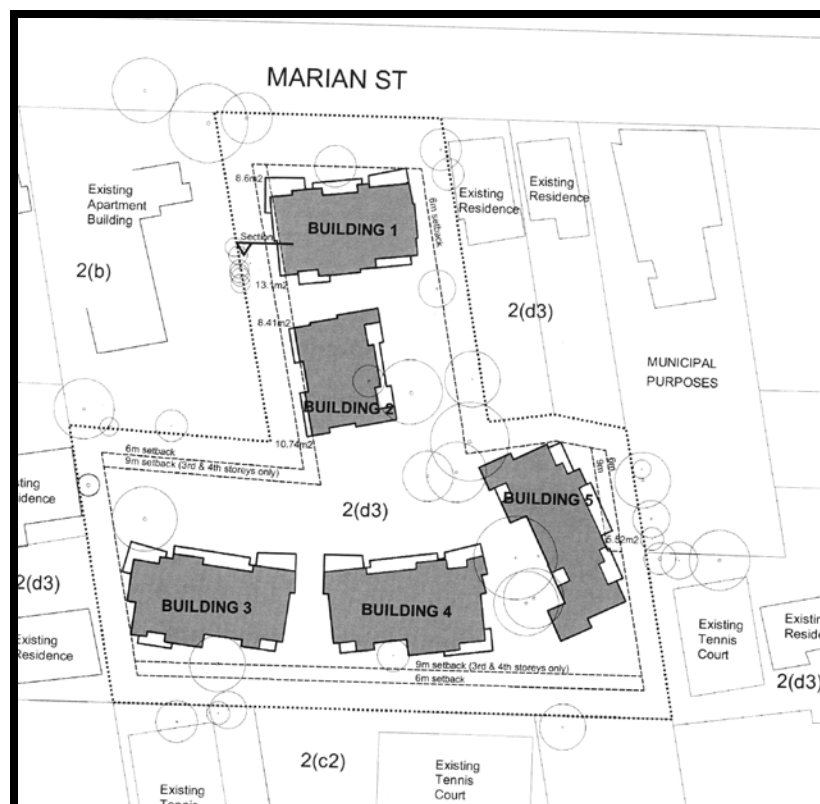 MARIAN ST
8.6m2
Existing
Apartment
Building
Existing
Residence
Existing
Residence
6m setback
BUILDING 1
Section
2(b)
13.1m2
8.41m2
2(d3)
MUNICIPAL
PURPOSES
BUILDING 2
10.74m2
6m setback
9m setback (3rd & 4th storeys only)
6m
9m
BUILDING 5
2(d3)
2(d3)
BUILDING 3
BUILDING 4
Existing
Residence
Existing
Tennis
Court
9m setback (3rd & 4th storeys only)
6m setback
2(d3)
2(c2)
Existing
Existing
Tennis
Court